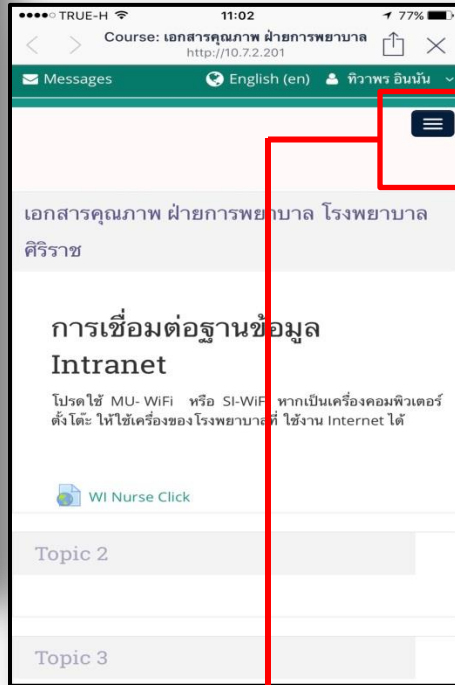 TRUE-H 11:02 77%
Course: เอกสารคุณภาพ ฝ่ายการพยาบาล
http://10.7.2.201
Messages English (en) ทิวาพร อินนัน
เอกสารคุณภาพ ฝ่ายการพยาบาล โรงพยาบาล
ศิริราช
การเชื่อมต่อฐานข้อมูล
Intranet
โปรดใช้ MU- WiFi หรือ SI-WiFi หากเป็นเครื่องคอมพิวเตอร์
ตั้งโต๊ะ ให้ใช้เครื่องของโรงพยาบาลที่ ใช้งาน Internet ได้
WI Nurse Click
Topic 2
Topic 3